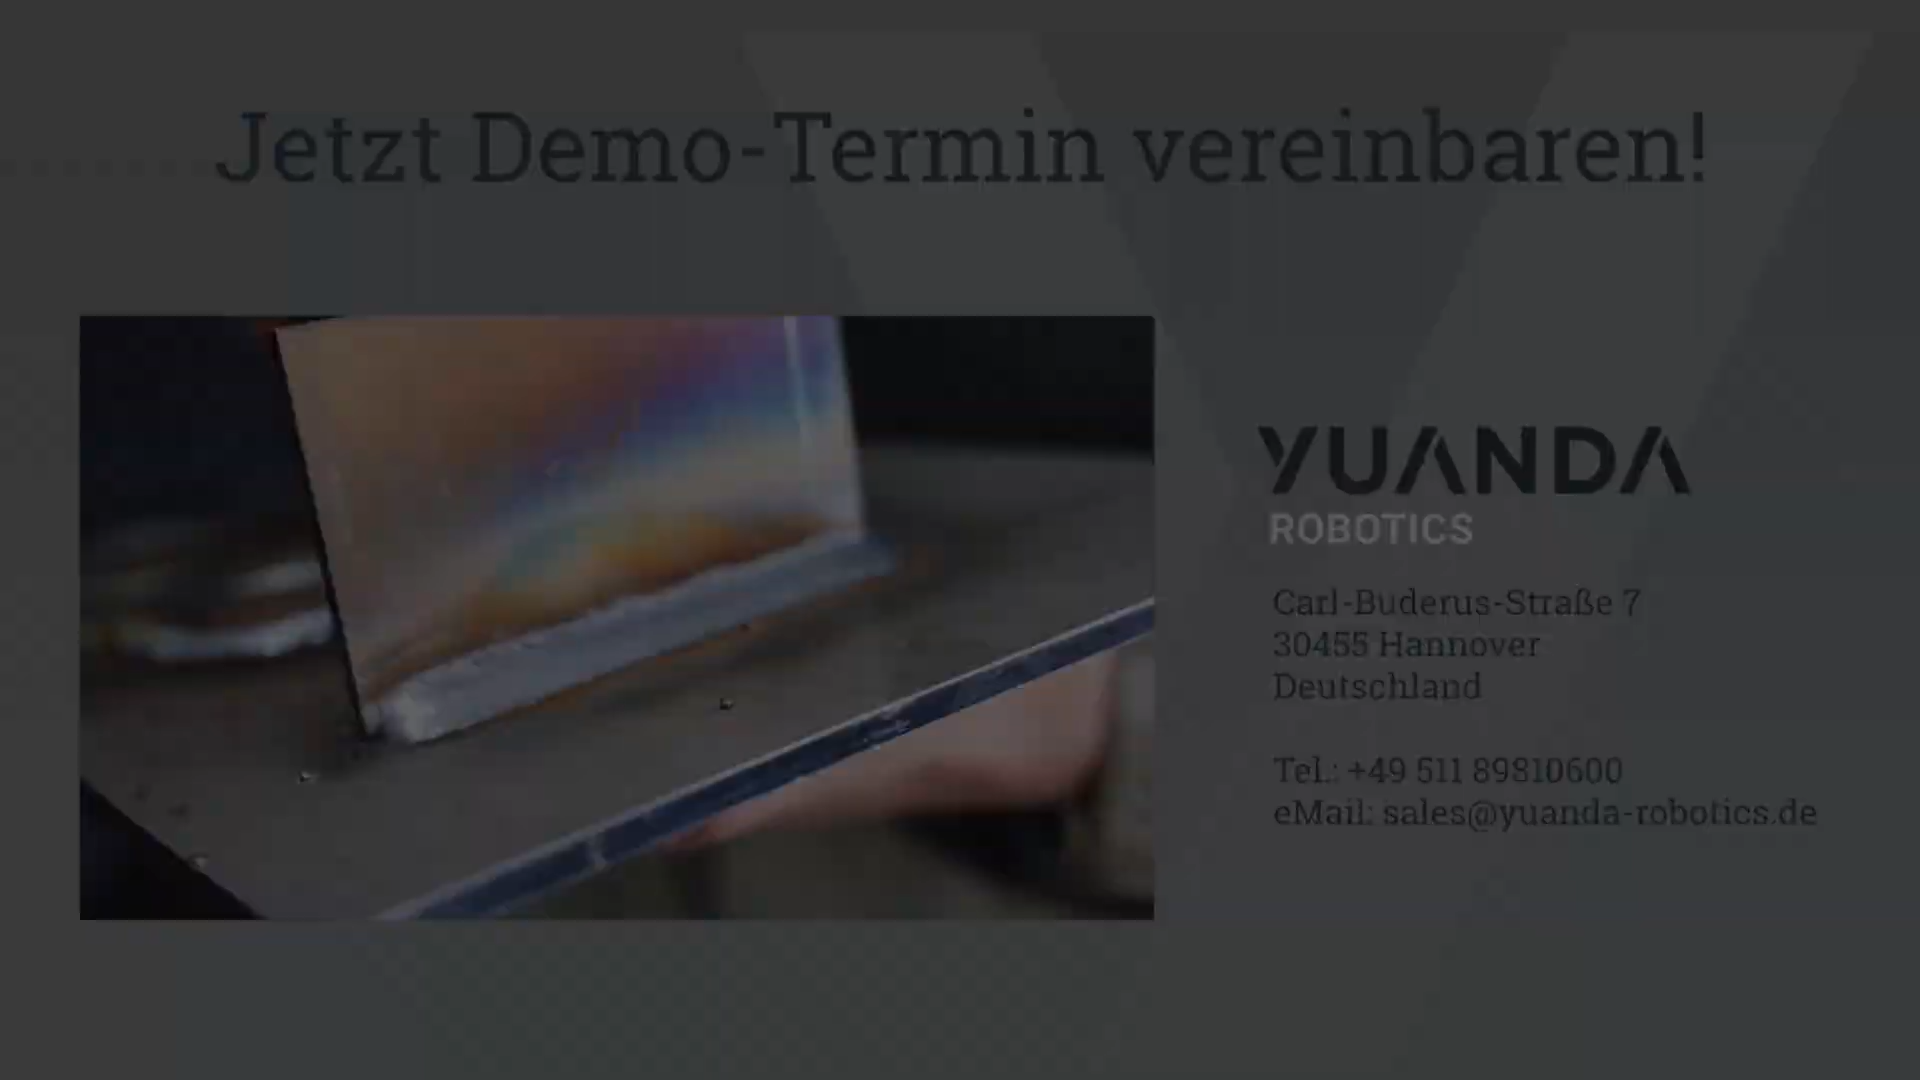 Jetzt Demo-Termin vereinbaren!
YUANDA
ROBOTICS
Carl-Buderus-Straße 7
30455 Hannover
Deutschland
Tel.: +49 511 89810600
eMail: sales@yuanda-robotics.de